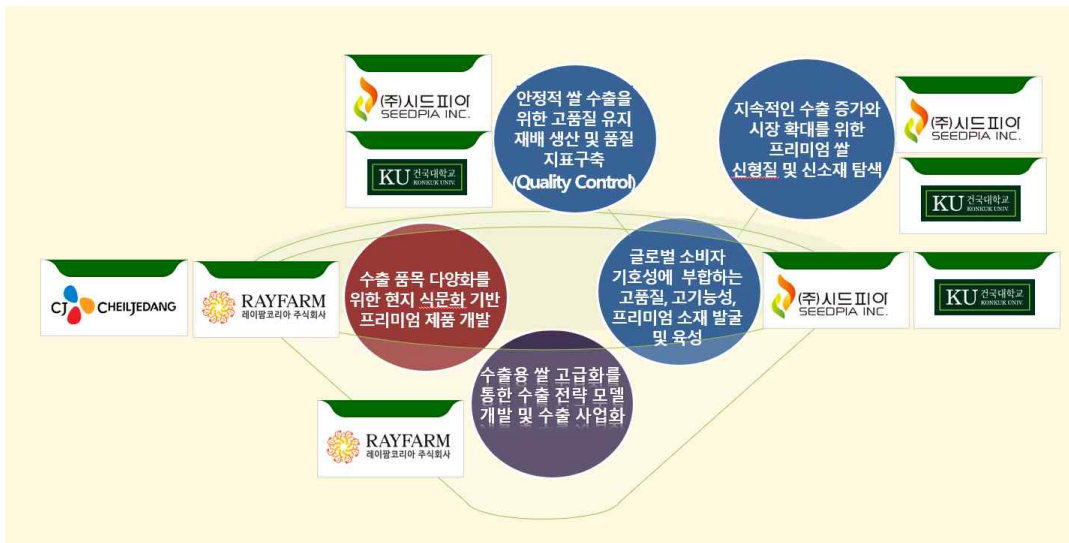 (주)시드피아
SEEDPIA INC.
KU 건국대학교
KONKUK UNIV.
안정적 쌀 수출을
위한 고품질 유지
재배 생산 및 품질
지표구축
(Quality Control)
지속적인 수출 증가와
시장 확대를 위한
프리미엄 쌀
신형질 및 신소재 탐색
(주)시드피아
SEEDPIA INC.
KU 건국대학교
KONKUK UNIV.
CJ CHEILJEDANG
RAYFARM
레이팜코리아 주식회사
수출 품목 다양화를
위한 현지 식문화 기반
프리미엄 제품 개발
글로벌 소비자
기호성에 부합하는
고품질, 고기능성,
프리미엄 소재 발굴
및 육성
(주)시드피아
SEEDPIA INC.
KU 건국대학교
KONKUK UNIV.
수출용 쌀 고급화를
통한 수출 전략 모델
개발 및 수출 사업화
RAYFARM
레이팜코리아 주식회사